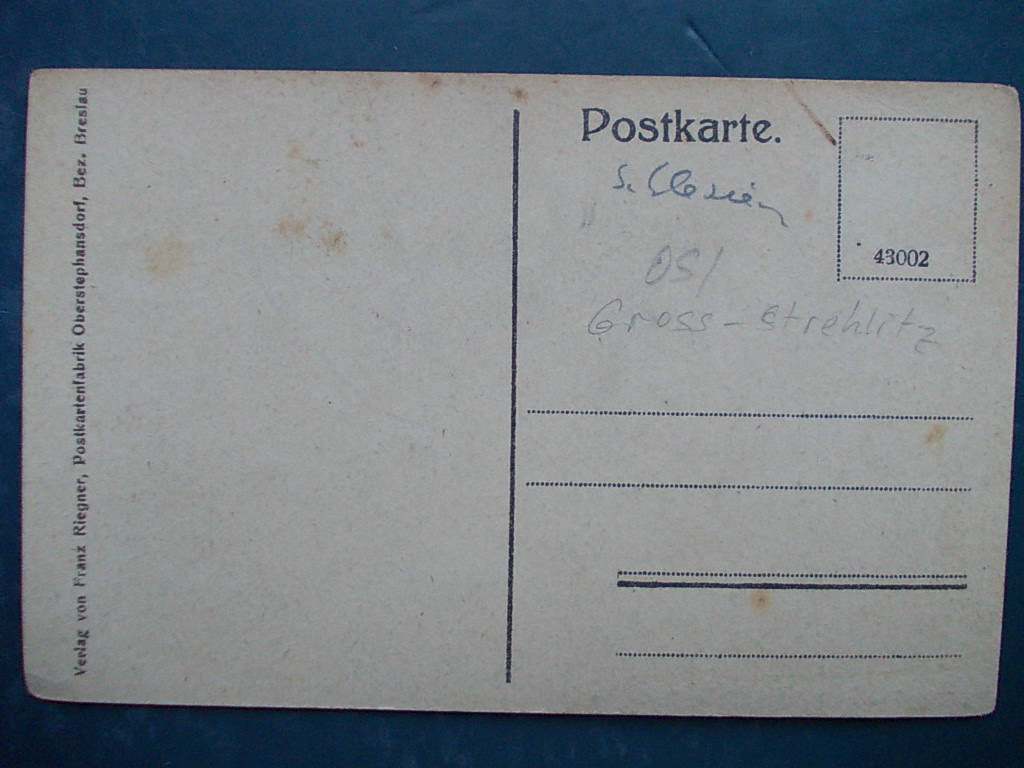 Verlag von Franz Riegner, Postkartenfabrik Oberstephansdorf, Bez. Breslau
Postkarte.
Schlesien
OS/
Gross-Strehlitz
43002